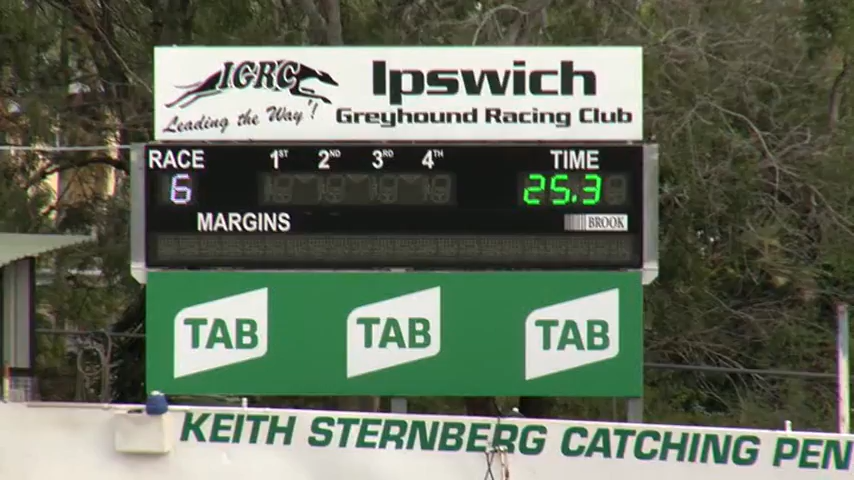 IGRC
Leading the Way!
Ipswich
Greyhound Racing Club
RACE 1ST 2ND 3RD 4TH TIME
6 25.3
MARGINS BROOK
TAB TAB TAB
KEITH STERNBERG CATCHING PEN